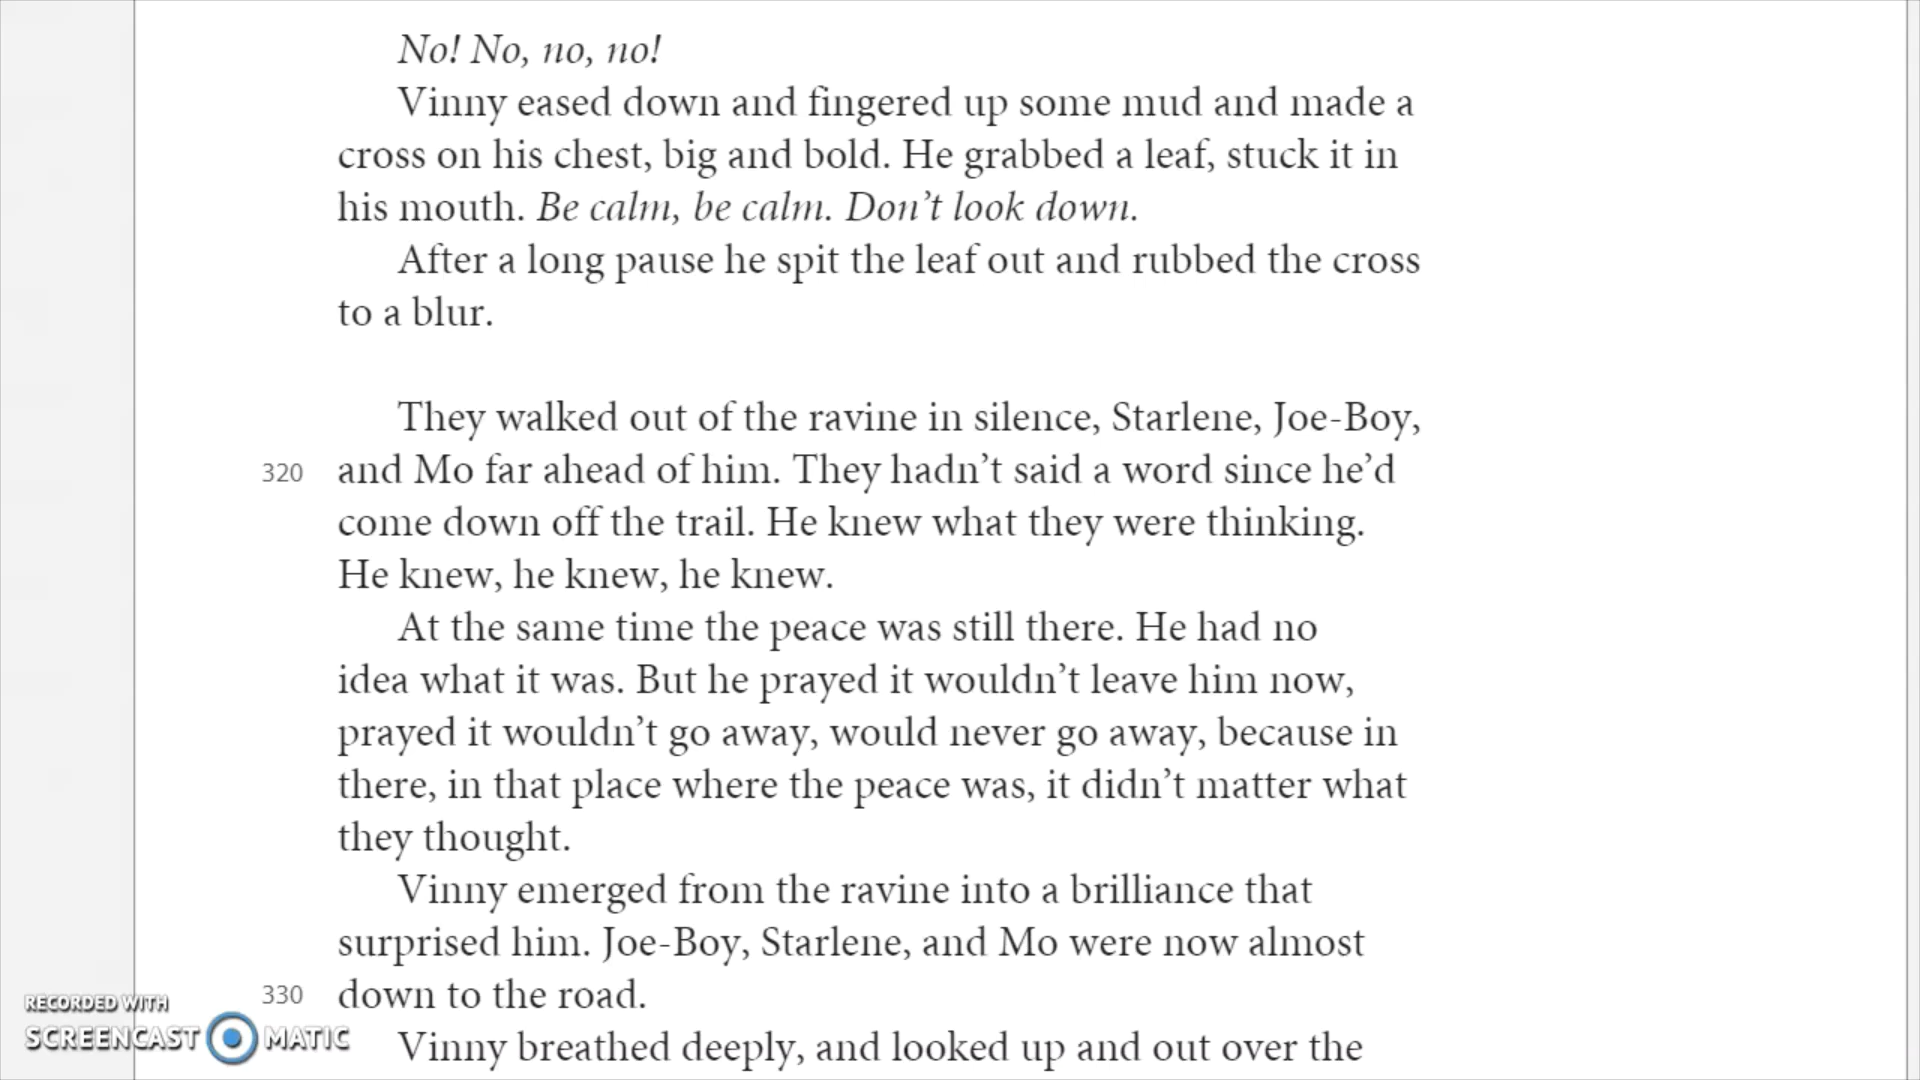 No! No, no, no!
Vinny eased down and fingered up some mud and made a
cross on his chest, big and bold. He grabbed a leaf, stuck it in
his mouth. Be calm, be calm. Don’t look down.
After a long pause he spit the leaf out and rubbed the cross
to a blur.
They walked out of the ravine in silence, Starlene, Joe-Boy,
320 and Mo far ahead of him. They hadn’t said a word since he’d
come down off the trail. He knew what they were thinking.
He knew, he knew, he knew.
At the same time the peace was still there. He had no
idea what it was. But he prayed it wouldn’t leave him now,
prayed it wouldn’t go away, would never go away, because in
there, in that place where the peace was, it didn’t matter what
they thought.
Vinny emerged from the ravine into a brilliance that
surprised him. Joe-Boy, Starlene, and Mo were now almost
330 down to the road.
Vinny breathed deeply, and looked up and out over the
RECORDED WITH
SCREENCAST MATIC